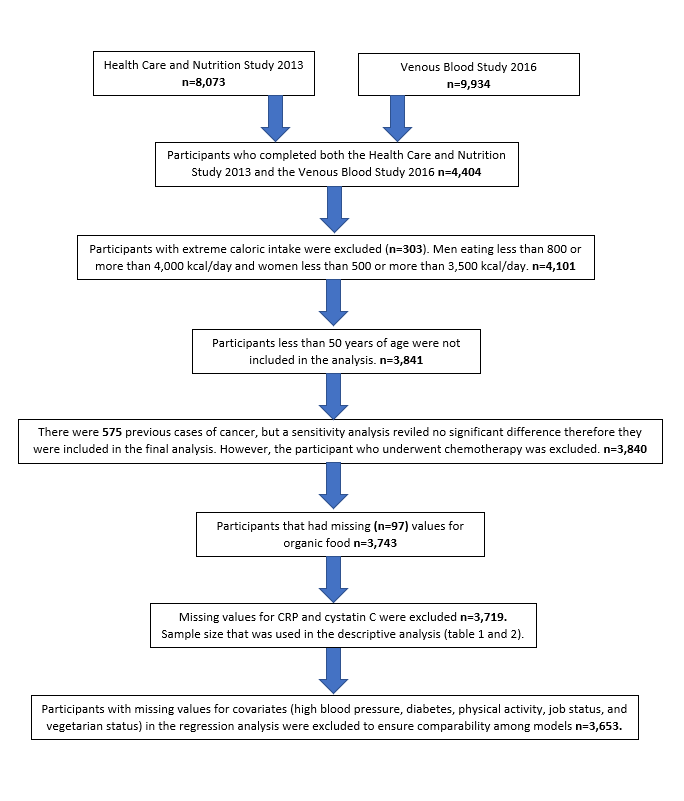 Health Care and Nutrition Study 2013
n=8,073
Venous Blood Study 2016
n=9,934
Participants who completed both the Health Care and Nutrition
Study 2013 and the Venous Blood Study 2016 n=4,404
Participants with extreme caloric intake were excluded (n=303). Men eating less than 800 or
more than 4,000 kcal/day and women less than 500 or more than 3,500 kcal/day. n=4,101
Participants less than 50 years of age were not
included in the analysis. n=3,841
There were 575 previous cases of cancer, but a sensitivity analysis reviled no significant difference therefore they
were included in the final analysis. However, the participant who underwent chemotherapy was excluded. n=3,840
Participants that had missing (n=97) values for
organic food n=3,743
Missing values for CRP and cystatin C were excluded n=3,719.
Sample size that was used in the descriptive analysis (table 1 and 2).
Participants with missing values for covariates (high blood pressure, diabetes, physical activity, job status, and
vegetarian status) in the regression analysis were excluded to ensure comparability among models n=3,653.